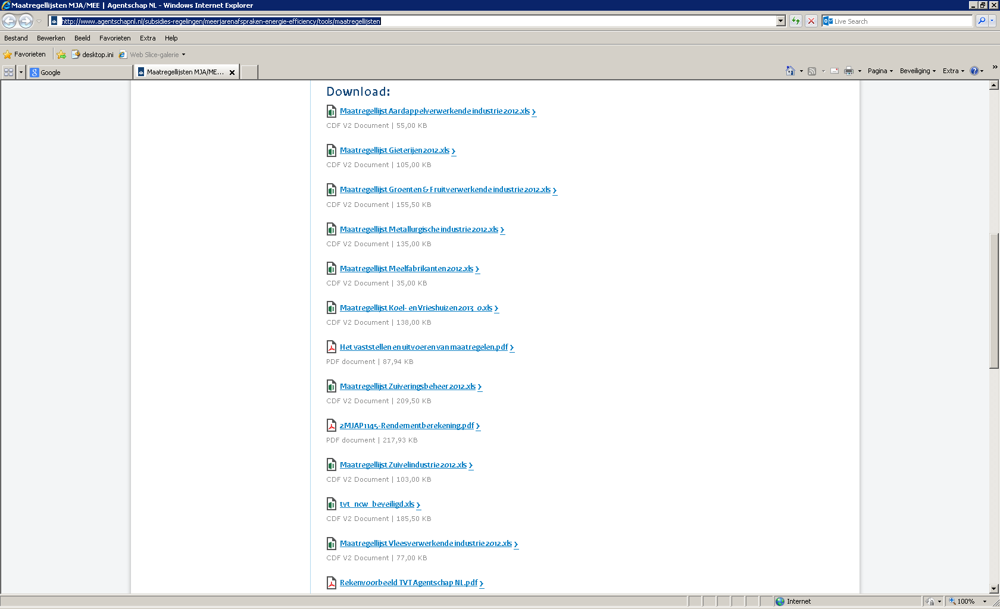 Maatregellijsten MJA/MEE | Agentschap NL - Windows Internet Explorer
http://www.agentschapnl.nl/subsidies-regelingen/meerjarenafspraken-energie-efficiency/tools/maatregellijsten
Live Search
Bestand Bewerken Beeld Favorieten Extra Help
Favorieten desktop.ini Web Slice-galerie
Google Maatregellijsten MJA/ME... Pagina Beveiliging Extra
Download:
Maatregellijst Aardappelverwerkende industrie 2012.xls
CDF V2 Document | 55,00 KB
Maatregellijst Gieterijen 2012.xls
CDF V2 Document | 105,00 KB
Maatregellijst Groenten & Fruitverwerkende industrie 2012.xls
CDF V2 Document | 155,50 KB
Maatregellijst Metallurgische industrie 2012.xls
CDF V2 Document | 135,00 KB
Maatregellijst Meelfabrikanten 2012.xls
CDF V2 Document | 35,00 KB
Maatregellijst Koel- en Vrieshuizen 2013_0.xls
CDF V2 Document | 138,00 KB
Het vaststellen en uitvoeren van maatregelen.pdf
PDF document | 87,94 KB
Maatregellijst Zuiveringsbeheer 2012.xls
CDF V2 Document | 209,50 KB
2MJAP1145-Rendementberekening.pdf
PDF document | 217,93 KB
Maatregellijst Zuivelindustrie 2012.xls
CDF V2 Document | 103,00 KB
tvt_ncw_beveiligd.xls
CDF V2 Document | 185,50 KB
Maatregellijst Vleesverwerkende industrie 2012.xls
CDF V2 Document | 77,00 KB
Rekenvoorbeeld TVT Agentschap NL.pdf
Internet 100%